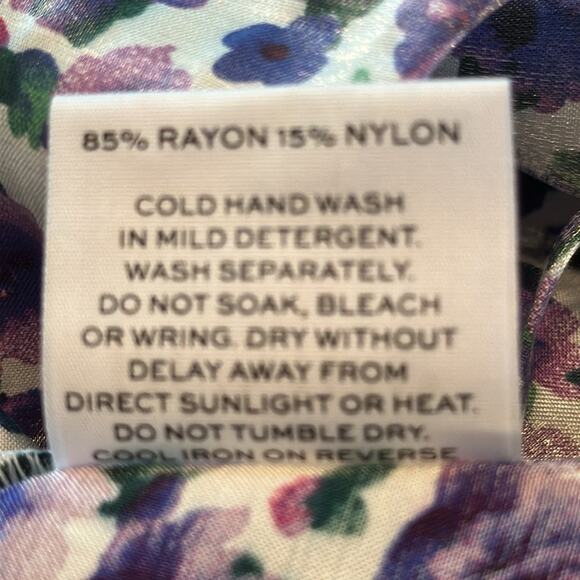 85% RAYON 15% NYLON
COLD HAND WASH
IN MILD DETERGENT.
WASH SEPARATELY.
DO NOT SOAK, BLEACH
OR WRING. DRY WITHOUT
DELAY AWAY FROM
DIRECT SUNLIGHT OR HEAT.
DO NOT TUMBLE DRY.
COOL IRON ON REVERSE